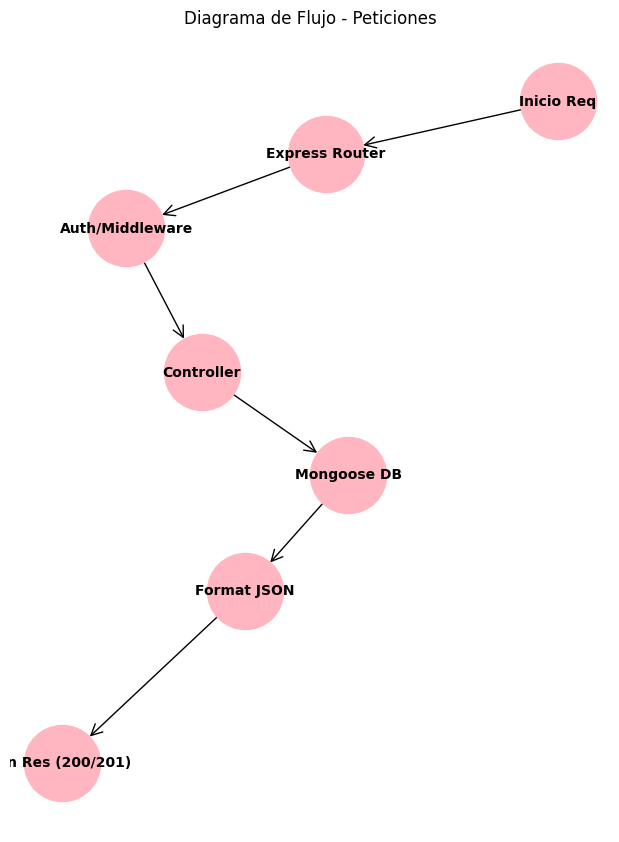 Diagrama de Flujo - Peticiones
Inicio Req
Express Router
Auth/Middleware
Controller
Mongoose DB
Format JSON
n Res (200/201)